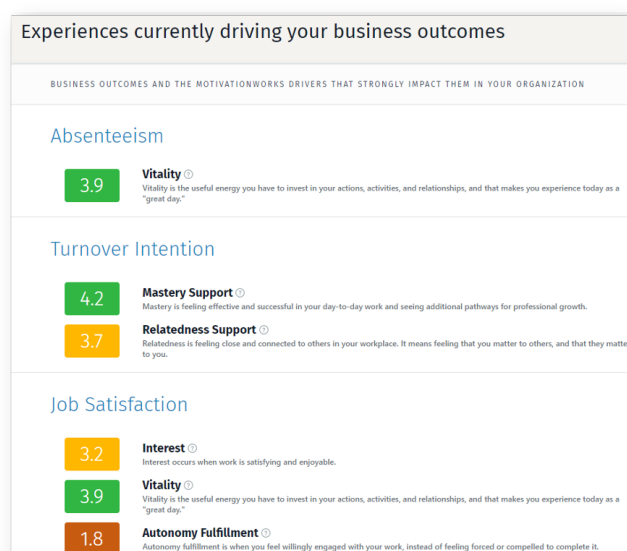 Experiences currently driving your business outcomes
BUSINESS OUTCOMES AND THE MOTIVATIONWORKS DRIVERS THAT STRONGLY IMPACT THEM IN YOUR ORGANIZATION
Absenteeism
3.9
Vitality ?
Vitality is the useful energy you have to invest in your actions, activities, and relationships, and that makes you experience today as a
"great day."
Turnover Intention
4.2
Mastery Support ?
Mastery is feeling effective and successful in your day-to-day work and seeing additional pathways for professional growth.
3.7
Relatedness Support ?
Relatedness is feeling close and connected to others in your workplace. It means feeling that you matter to others, and that they matte
to you.
Job Satisfaction
3.2
Interest ?
Interest occurs when work is satisfying and enjoyable.
3.9
Vitality ?
Vitality is the useful energy you have to invest in your actions, activities, and relationships, and that makes you experience today as a
"great day."
1.8
Autonomy Fulfillment ?
Autonomy fulfillment is when you feel willingly engaged with your work, instead of feeling forced or compelled to complete it.